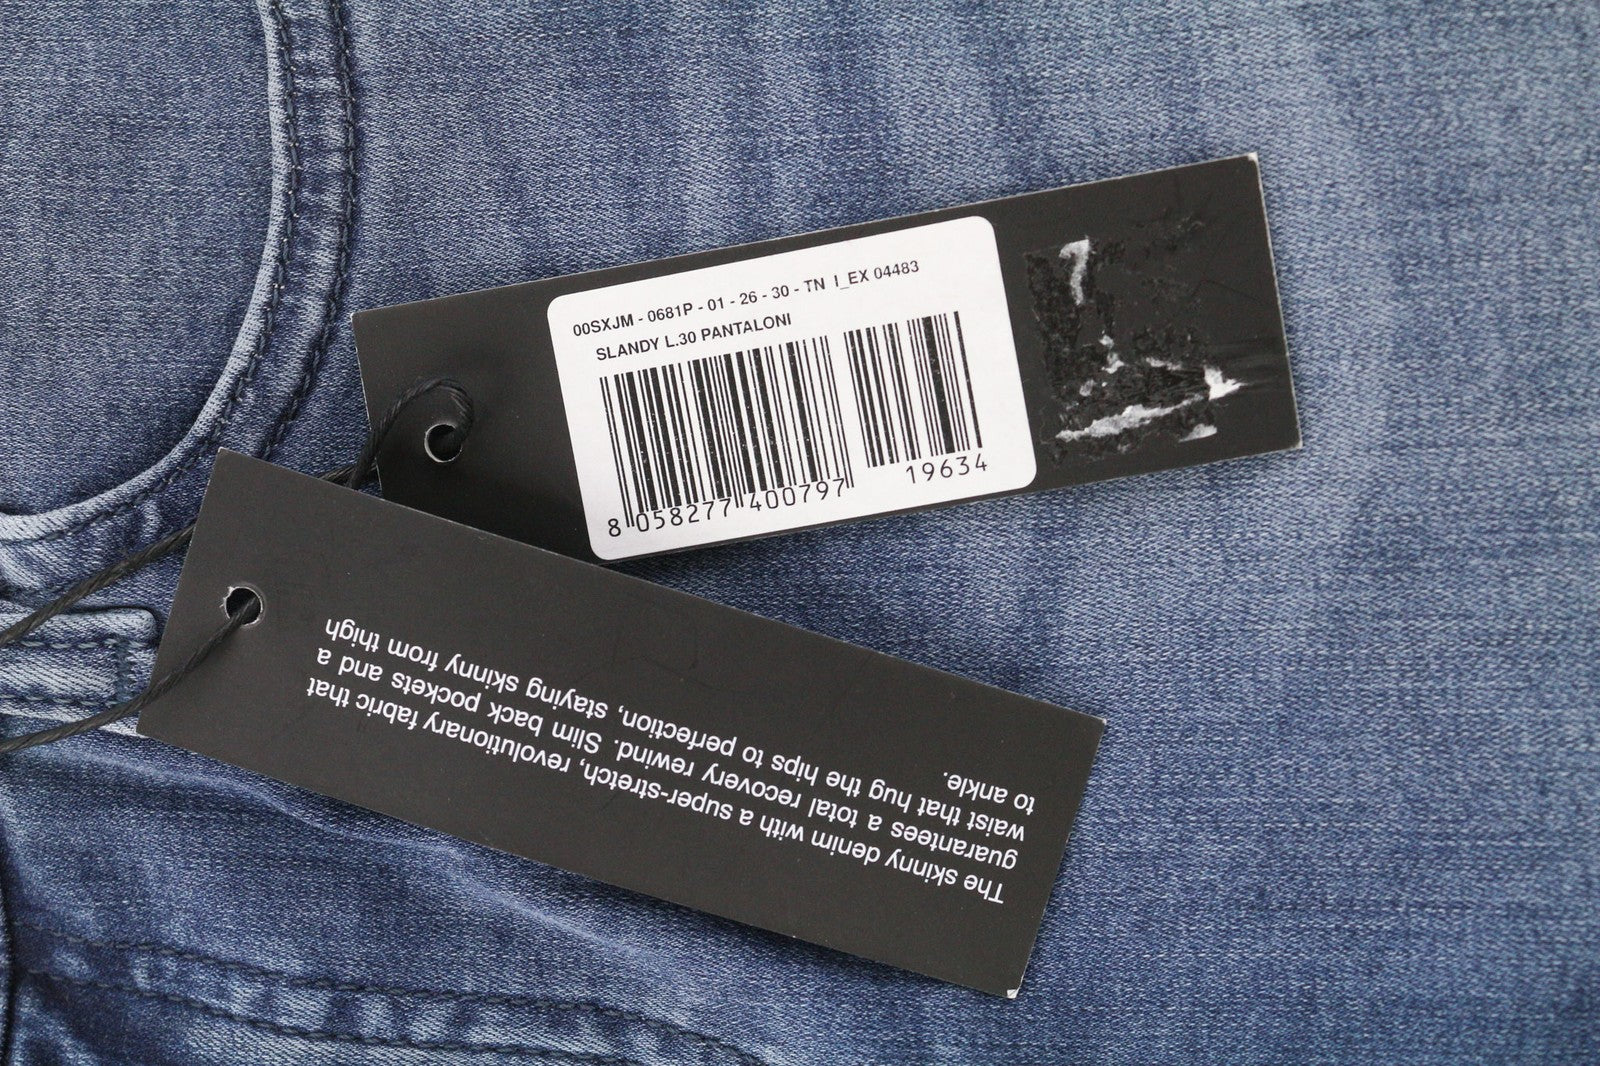 00SXJM - 0681P - 01 - 26 - 30 - TN I_EX 04483
SLANDY L.30 PANTALONI
8 058277 400797
19634
The skinny denim with a super-stretch, revolutionary fabric that
guarantees a total recovery rewind. Slim back pockets and a
waist that hug the hips to perfection, staying skinny from thigh
to ankle.